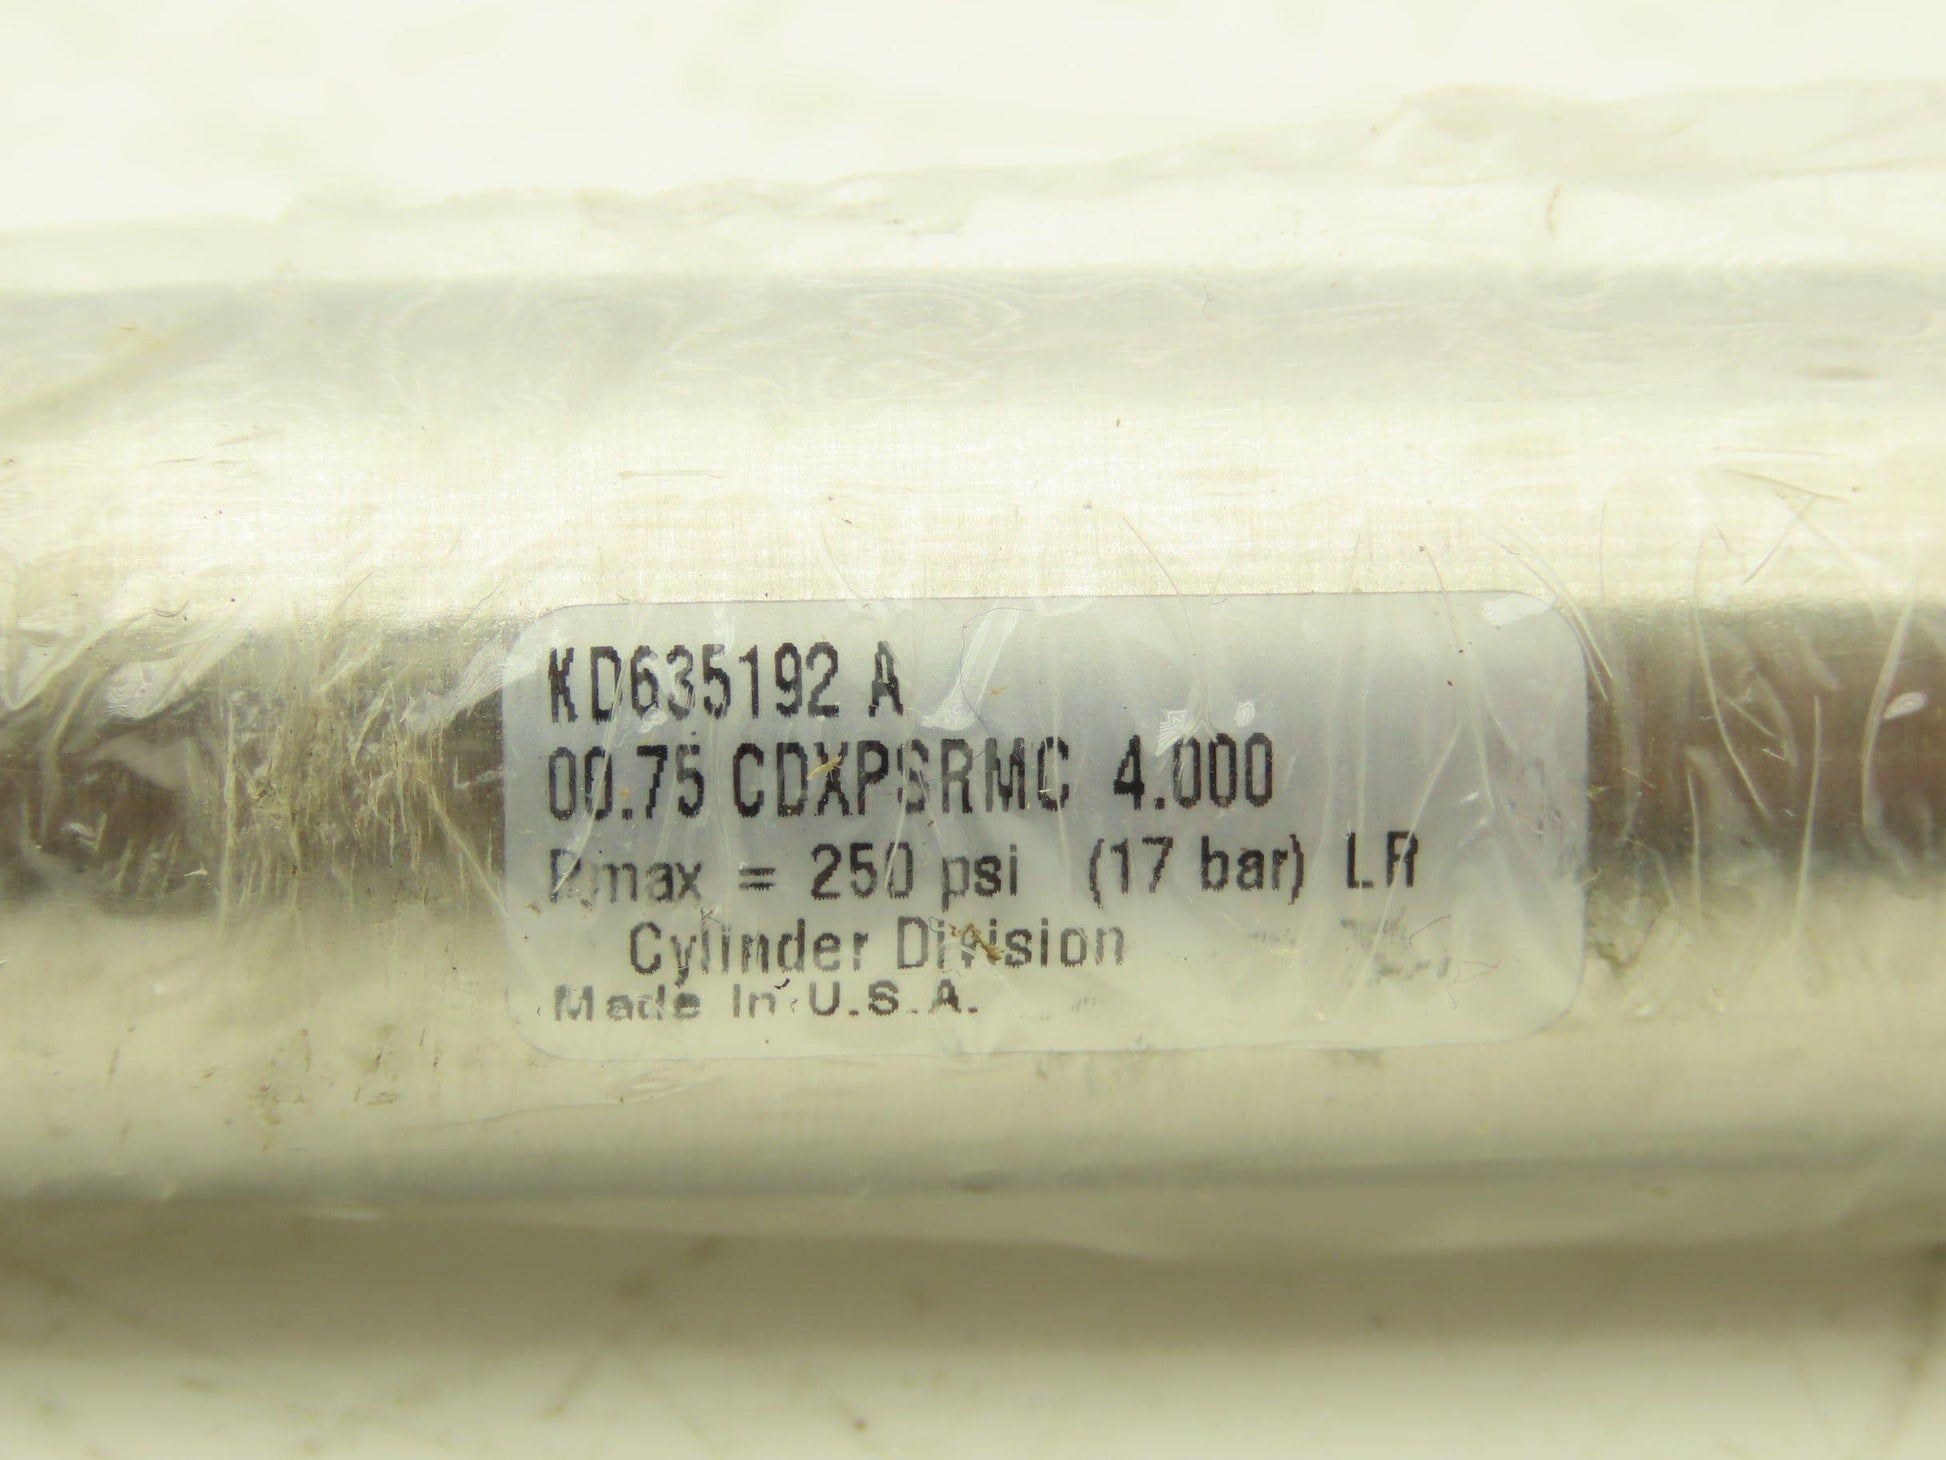 KD635192 A
00.75 CDXPSRMC 4.000
Pmax = 250 psi (17 bar) LR
Cylinder Division
Made In U.S.A.